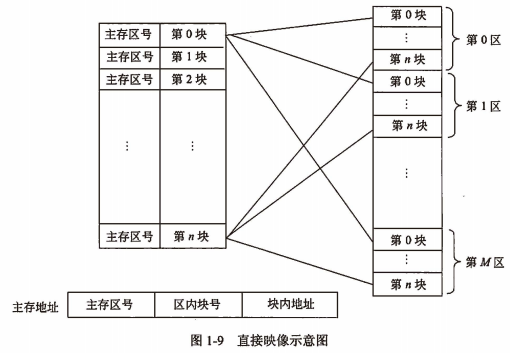 主存区号 第 0 块
主存区号 第 1 块
主存区号 第 2 块
⋮ ⋮
主存区号 第 n 块
第 0 块
⋮
第 n 块
第 0 区
第 0 块
⋮
第 n 块
第 1 区
⋮
第 0 块
⋮
第 n 块
第 M 区
主存地址 主存区号 区内块号 块内地址
图 1-9 直接映像示意图